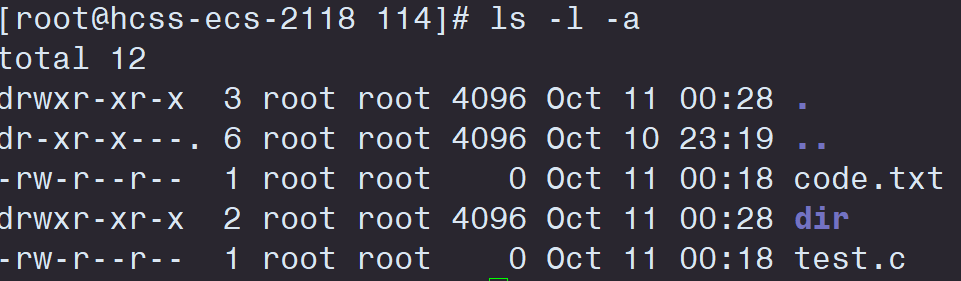 [root@hcss-ecs-2118 114]# ls -l -a
total 12
drwxr-xr-x  3 root root 4096 Oct 11 00:28 .
dr-xr-x---. 6 root root 4096 Oct 10 23:19 ..
-rw-r--r--  1 root root    0 Oct 11 00:18 code.txt
drwxr-xr-x  2 root root 4096 Oct 11 00:28 dir
-rw-r--r--  1 root root    0 Oct 11 00:18 test.c